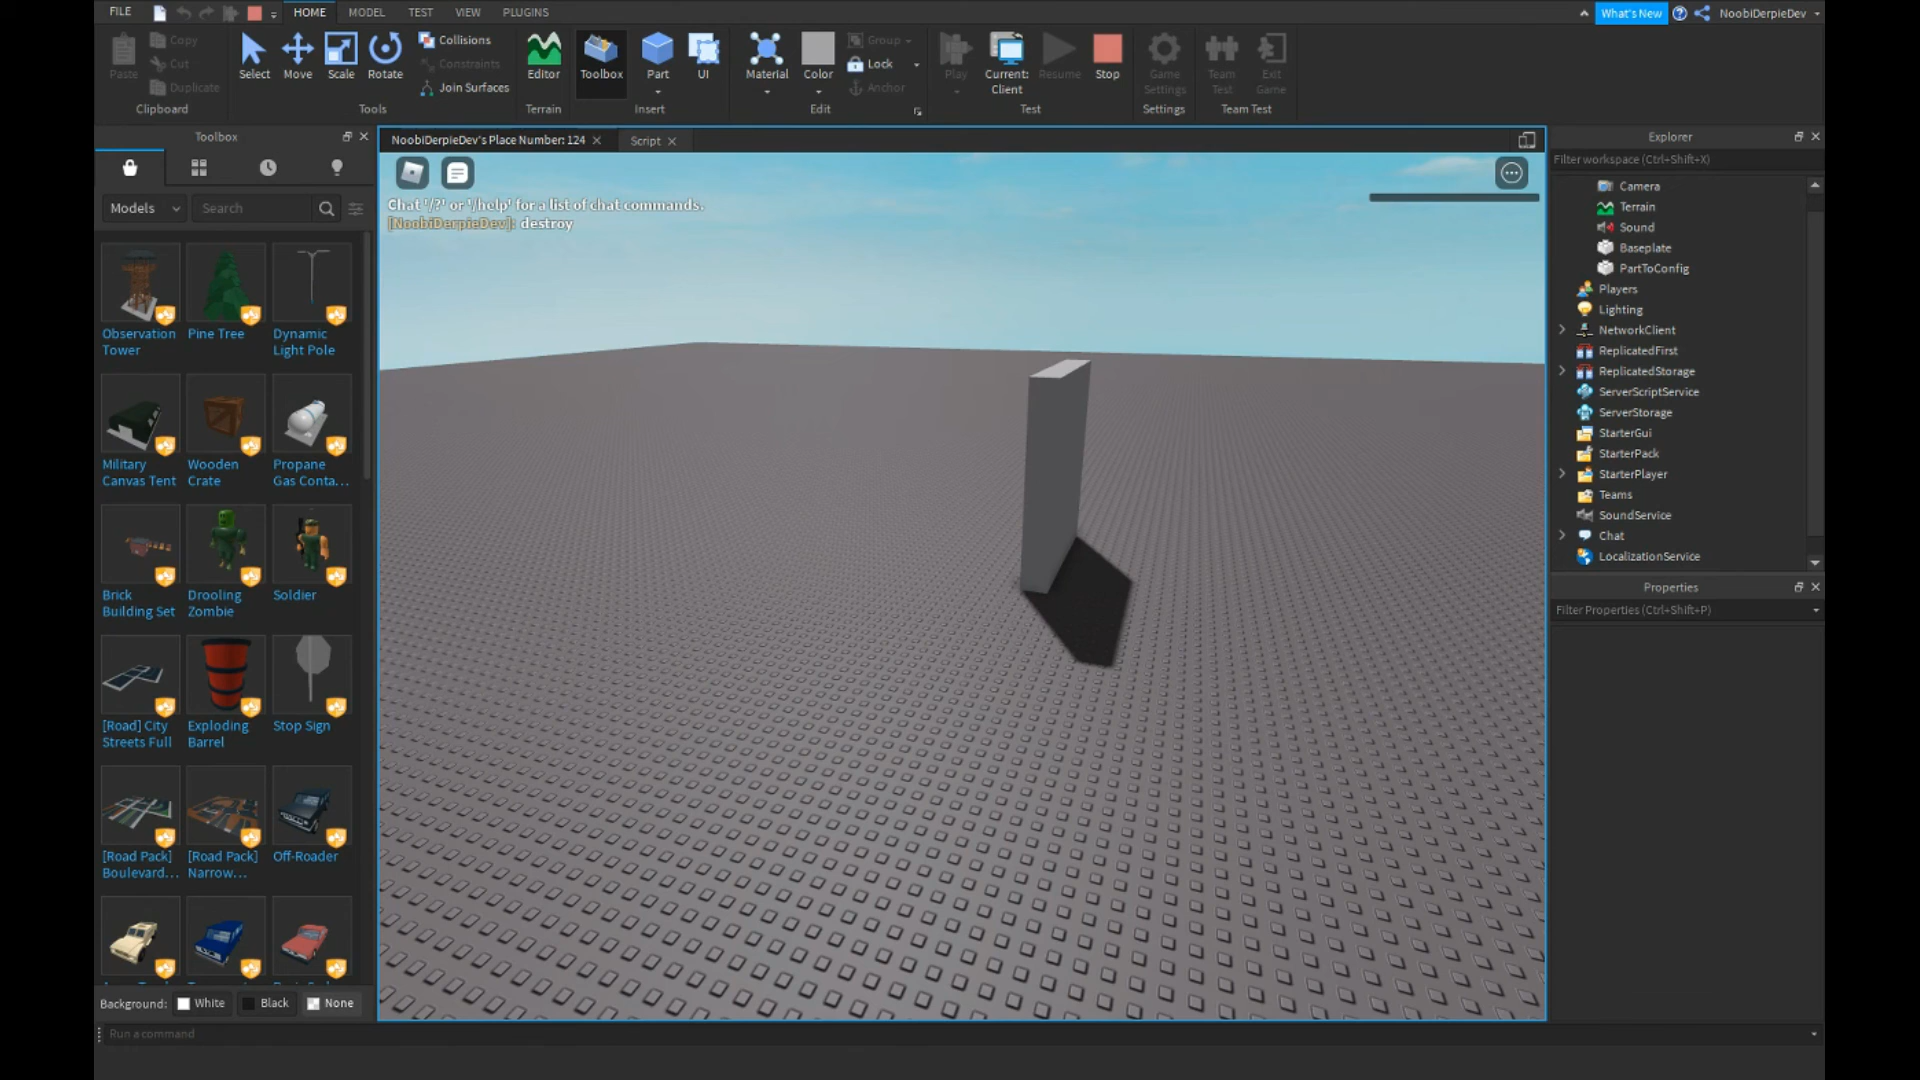 FILE
HOME
MODEL
TEST
VIEW
PLUGINS
What's New
NoobiDerpieDev
Paste
Copy
Cut
Duplicate
Clipboard
Select
Move
Scale
Rotate
Collisions
Constraints
Join Surfaces
Tools
Editor
Terrain
Toolbox
Part
UI
Insert
Material
Color
Group
Lock
Anchor
Edit
Play
Current:
Client
Resume
Stop
Test
Game
Settings
Settings
Team
Test
Exit
Game
Team Test
Toolbox
Models
Search
Observation
Tower
Pine Tree
Dynamic
Light Pole
Military
Canvas Tent
Wooden
Crate
Propane
Gas Conta...
Brick
Building Set
Drooling
Zombie
Soldier
[Road] City
Streets Full
Exploding
Barrel
Stop Sign
[Road Pack]
Boulevard...
[Road Pack]
Narrow...
Off-Roader
Background:
White
Black
None
NoobiDerpieDev's Place Number: 124
Script
Chat '/?' or '/help' for a list of chat commands.
[NoobiDerpieDev]: destroy
Explorer
Filter workspace (Ctrl+Shift+X)
Camera
Terrain
Sound
Baseplate
PartToConfig
Players
Lighting
NetworkClient
ReplicatedFirst
ReplicatedStorage
ServerScriptService
ServerStorage
StarterGui
StarterPack
StarterPlayer
Teams
SoundService
Chat
LocalizationService
Properties
Filter Properties (Ctrl+Shift+P)
Run a command